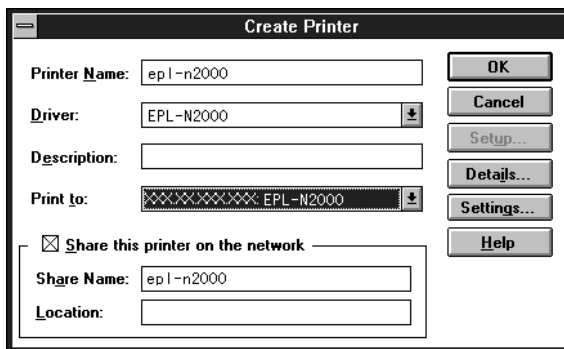 Create Printer
Printer Name: epl-n2000
Driver: EPL-N2000
Description:
Print to: XXX.XX.XXX.XXX: EPL-N2000
Share this printer on the network
Share Name: epl-n2000
Location:
OK
Cancel
Setup...
Details...
Settings...
Help